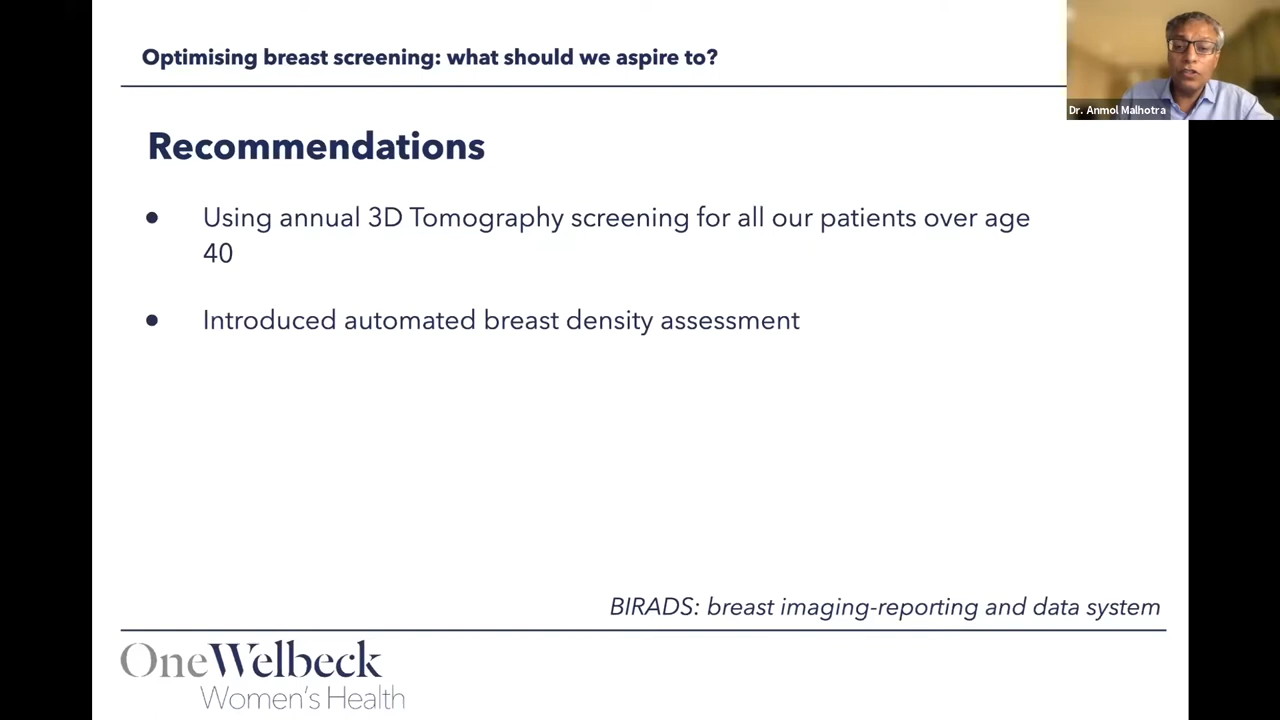 Optimising breast screening: what should we aspire to?
Dr. Anmol Malhotra
Recommendations
● Using annual 3D Tomography screening for all our patients over age
40
● Introduced automated breast density assessment
BIRADS: breast imaging-reporting and data system
OneWelbeck
Women's Health